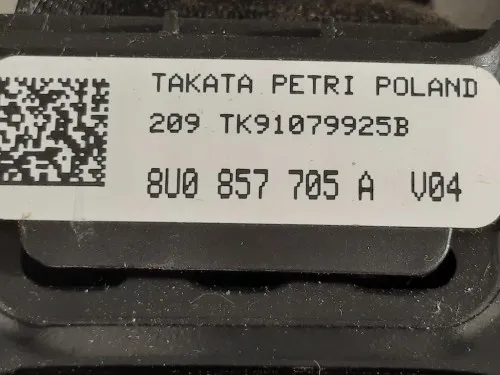 TAKATA PETRI POLAND
209 TK91079925B
8U0 857 705 A V04